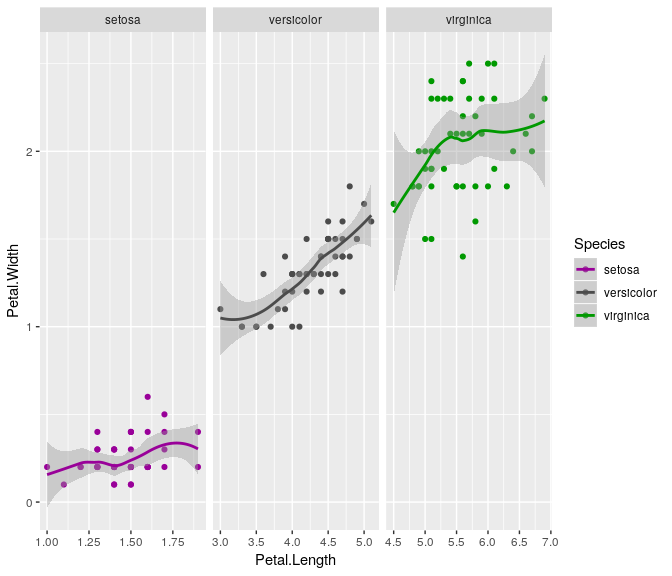 setosa versicolor virginica
Petal.Width
2
1
0
1.00 1.25 1.50 1.75 3.0 3.5 4.0 4.5 5.0 4.5 5.0 5.5 6.0 6.5 7.0
Petal.Length
Species
setosa
versicolor
virginica